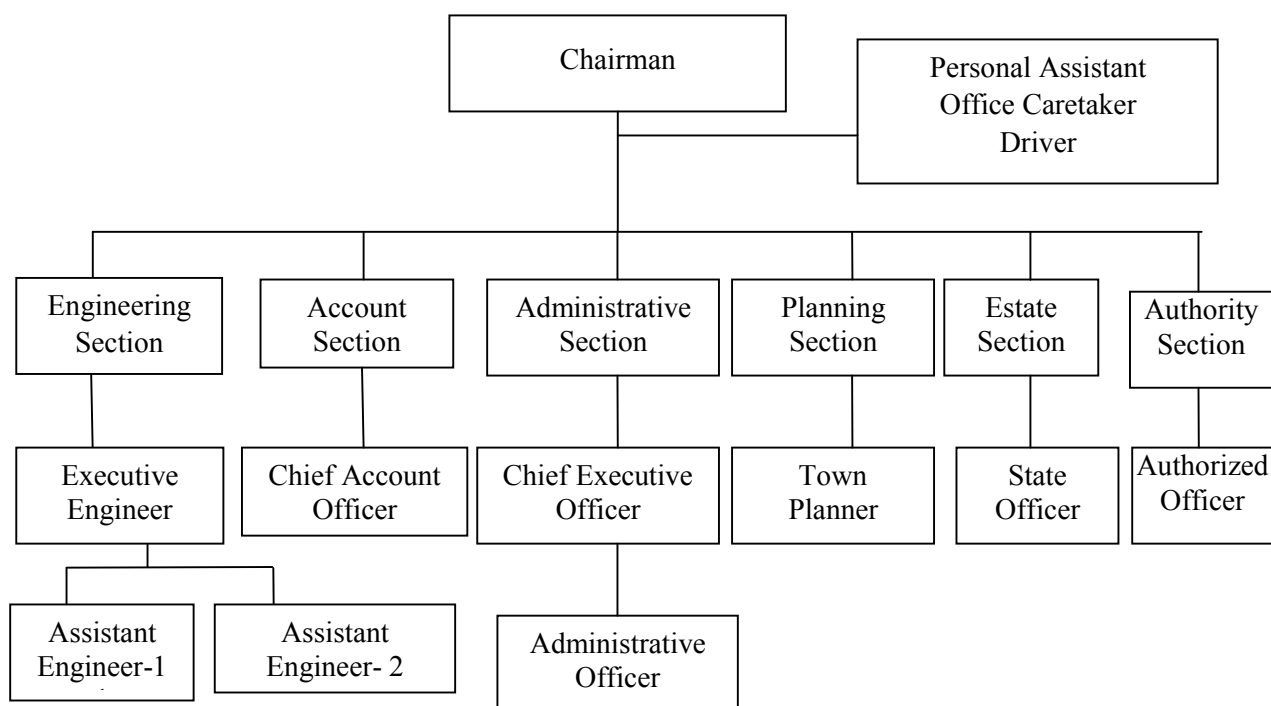 Chairman
Personal Assistant
Office Caretaker
Driver
Engineering
Section
Account
Section
Administrative
Section
Planning
Section
Estate
Section
Authority
Section
Executive
Engineer
Chief Account
Officer
Chief Executive
Officer
Town
Planner
State
Officer
Authorized
Officer
Assistant
Engineer-1
Assistant
Engineer- 2
Administrative
Officer